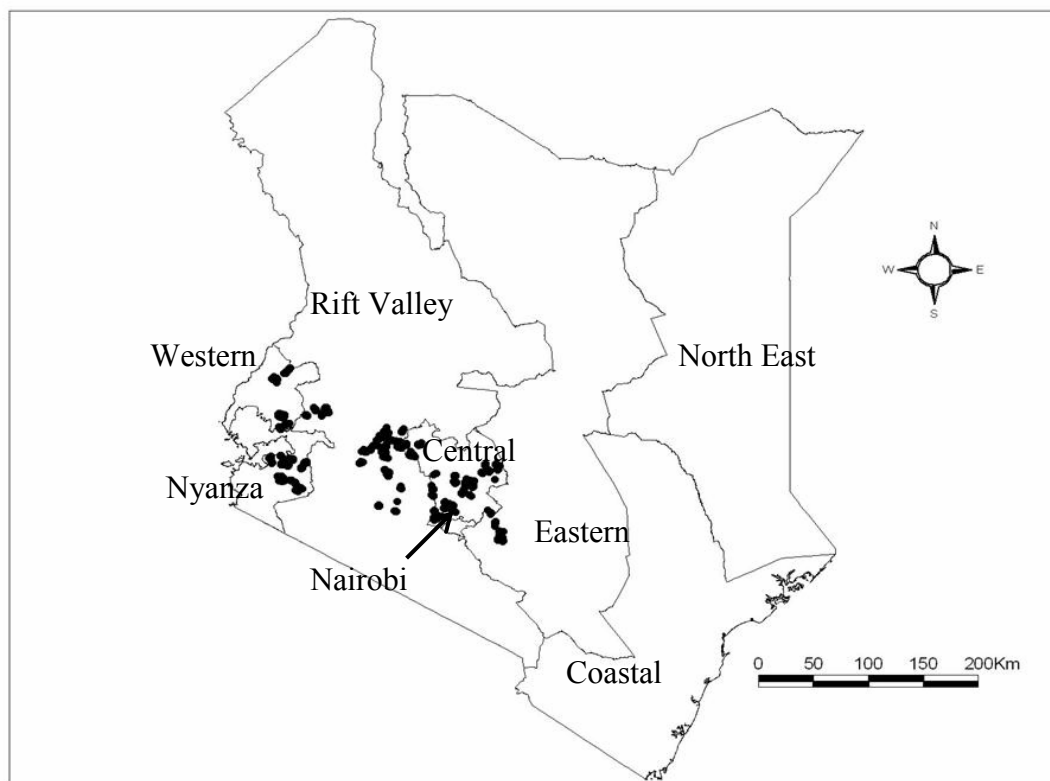 N
W E
S
Rift Valley
Western
North East
Central
Nyanza
Eastern
Nairobi
Coastal
0 50 100 150 200Km